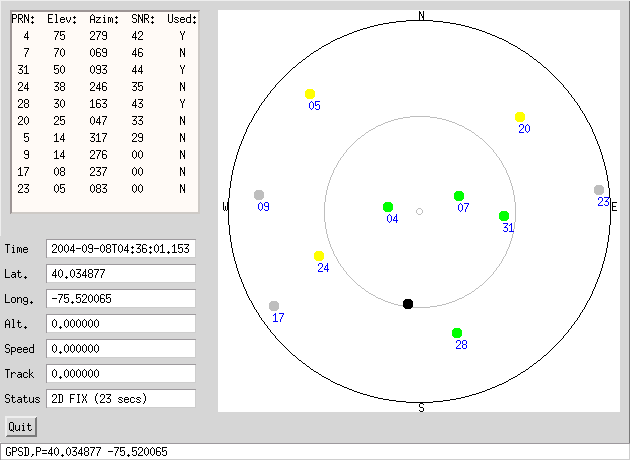 PRN: Elev: Azim: SNR: Used:
4 75 279 42 Y
7 70 069 46 N
31 50 093 44 Y
24 38 246 35 N
28 30 163 43 Y
20 25 047 33 N
5 14 317 29 N
9 14 276 00 N
17 08 237 00 N
23 05 083 00 N
N
05
20
W
09
04
07
31
23
E
24
17
28
S
Time 2004-09-08T04:36:01.153
Lat. 40.034877
Long. -75.520065
Alt. 0.000000
Speed 0.000000
Track 0.000000
Status 2D FIX (23 secs)
Quit
GPSD,P=40.034877 -75.520065